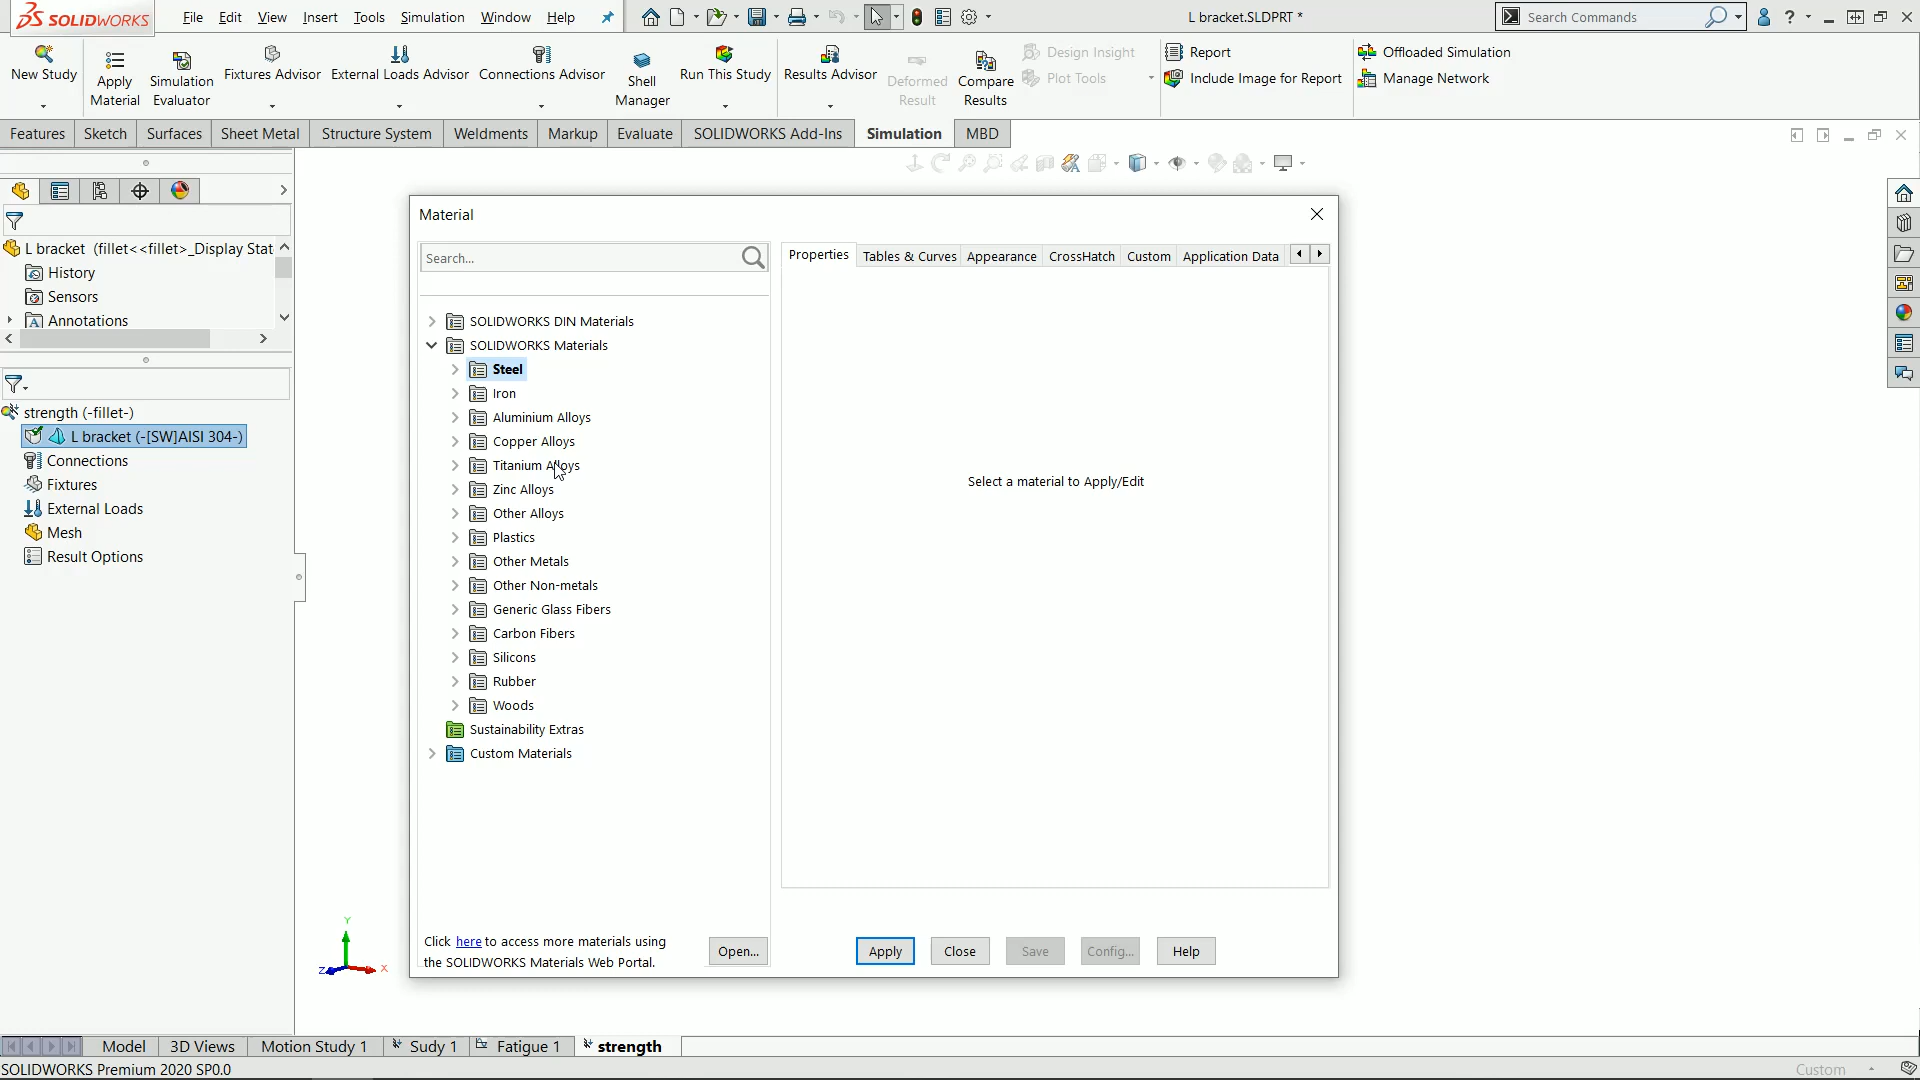 SOLIDWORKS
File Edit View Insert Tools Simulation Window Help
L bracket.SLDPRT *
Search Commands
New Study
Apply Material
Simulation Evaluator
Fixtures Advisor
External Loads Advisor
Connections Advisor
Shell Manager
Run This Study
Results Advisor
Deformed Result
Compare Results
Design Insight
Plot Tools
Report
Include Image for Report
Offloaded Simulation
Manage Network
Features Sketch Surfaces Sheet Metal Structure System Weldments Markup Evaluate SOLIDWORKS Add-Ins Simulation MBD
L bracket (fillet<<fillet>_Display Stat
History
Sensors
Annotations
strength (-fillet-)
L bracket (-[SW]AISI 304-)
Connections
Fixtures
External Loads
Mesh
Result Options
Material
Search...
SOLIDWORKS DIN Materials
SOLIDWORKS Materials
Steel
Iron
Aluminium Alloys
Copper Alloys
Titanium Alloys
Zinc Alloys
Other Alloys
Plastics
Other Metals
Other Non-metals
Generic Glass Fibers
Carbon Fibers
Silicons
Rubber
Woods
Sustainability Extras
Custom Materials
Click here to access more materials using
the SOLIDWORKS Materials Web Portal.
Open...
Properties Tables & Curves Appearance CrossHatch Custom Application Data
Select a material to Apply/Edit
Apply Close Save Config... Help
Y
Z X
Model 3D Views Motion Study 1 Sudy 1 Fatigue 1 strength
SOLIDWORKS Premium 2020 SP0.0
Custom